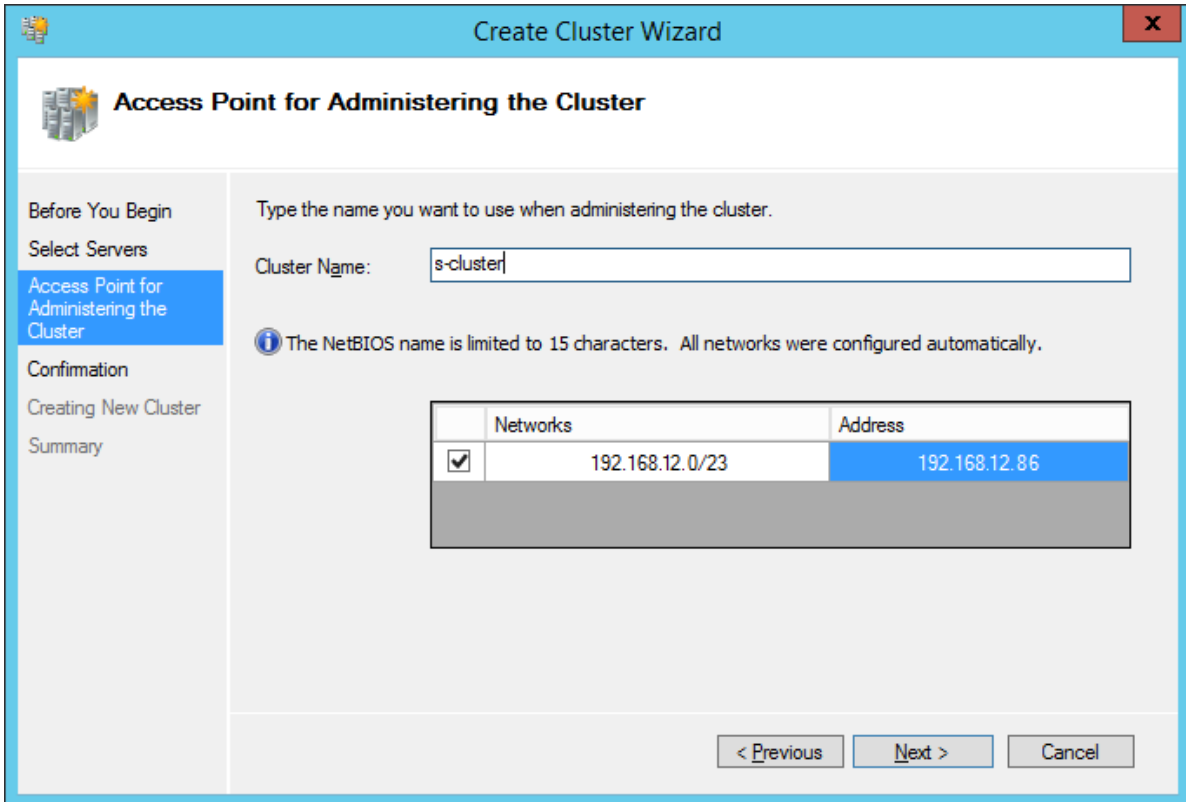 Create Cluster Wizard
x
Access Point for Administering the Cluster
Before You Begin
Select Servers
Access Point for
Administering the
Cluster
Confirmation
Creating New Cluster
Summary
Type the name you want to use when administering the cluster.
Cluster Name:
s-cluster
The NetBIOS name is limited to 15 characters.  All networks were configured automatically.
Networks Address
192.168.12.0/23 192.168.12.86
< Previous Next > Cancel